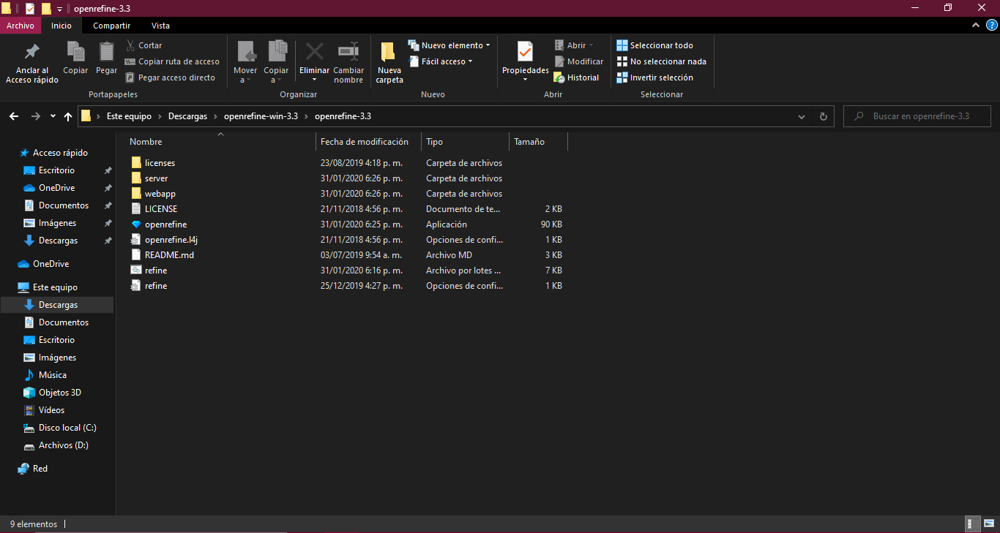 openrefine-3.3
Archivo Inicio Compartir Vista
Anclar al Acceso rápido
Copiar
Pegar
Cortar
Copiar ruta de acceso
Pegar acceso directo
Portapapeles
Mover a
Copiar a
Eliminar
Cambiar nombre
Organizar
Nueva carpeta
Nuevo elemento
Fácil acceso
Nuevo
Propiedades
Abrir
Modificar
Historial
Abrir
Seleccionar todo
No seleccionar nada
Invertir selección
Seleccionar
Este equipo › Descargas › openrefine-win-3.3 › openrefine-3.3
Buscar en openrefine-3.3
Acceso rápido
Escritorio
OneDrive
Documentos
Imágenes
Descargas
OneDrive
Este equipo
Descargas
Documentos
Escritorio
Imágenes
Música
Objetos 3D
Vídeos
Disco local (C:)
Archivos (D:)
Red
Nombre Fecha de modificación Tipo Tamaño
licenses 23/08/2019 4:18 p. m. Carpeta de archivos
server 31/01/2020 6:26 p. m. Carpeta de archivos
webapp 31/01/2020 6:26 p. m. Carpeta de archivos
LICENSE 21/11/2018 4:56 p. m. Documento de te... 2 KB
openrefine 31/01/2020 6:25 p. m. Aplicación 90 KB
openrefine.l4j 21/11/2018 4:56 p. m. Opciones de confi... 1 KB
README.md 03/07/2019 9:54 a. m. Archivo MD 3 KB
refine 31/01/2020 6:16 p. m. Archivo por lotes ... 7 KB
refine 25/12/2019 4:27 p. m. Opciones de confi... 1 KB
9 elementos